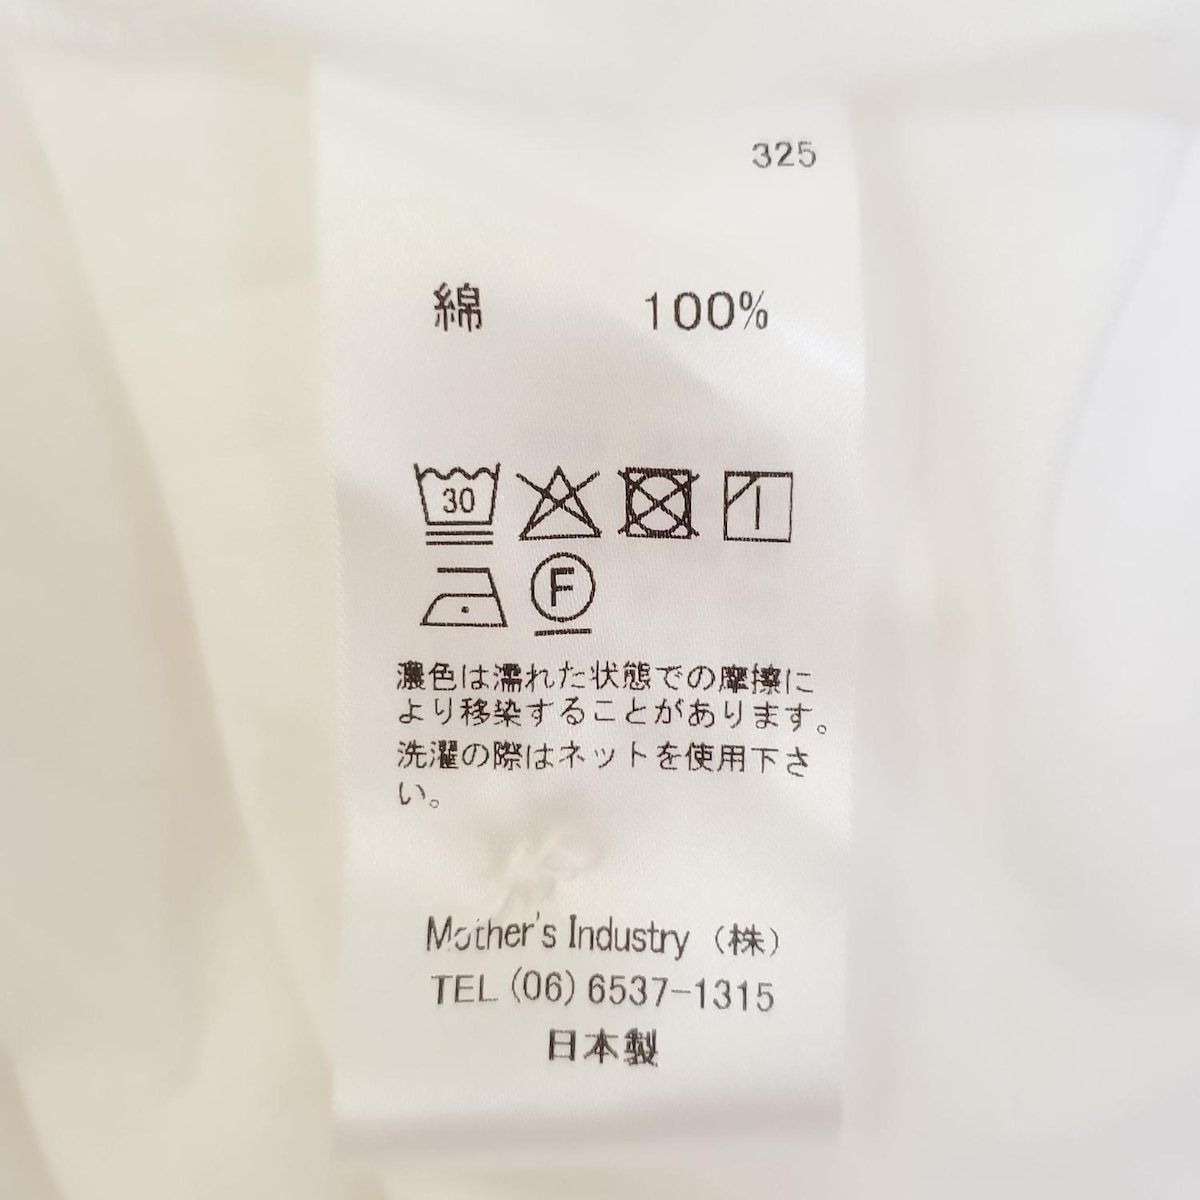 325
綿 100%
30
F
濃色は濡れた状態での摩擦に
より移染することがあります。
洗濯の際はネットを使用下さ
い。
Mother's Industry (株)
TEL (06) 6537-1315
日本製